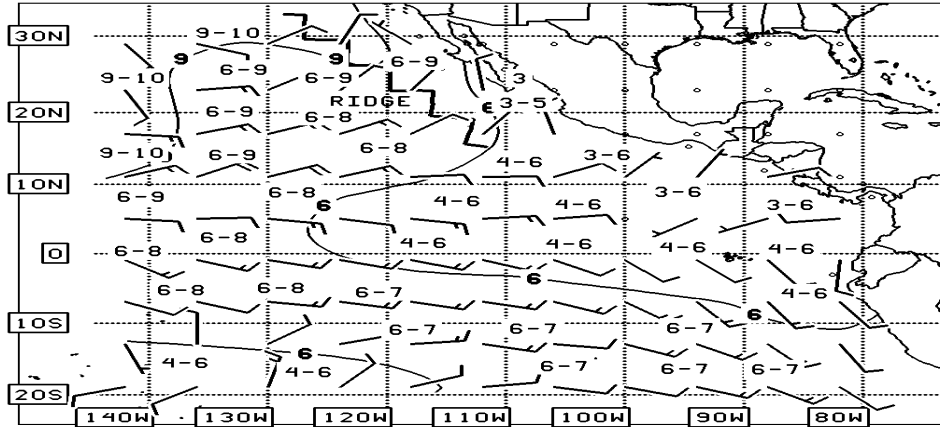 30N
9-10
9 9 6-9
9-10 6-9 6-9 3
RIDGE 6 3-5
20N 6-9 6-8
9-10 6-9 6-8 4-6 3-6
10N
6-9 6-8 6 4-6 4-6 3-6 3-6
6-8 4-6 4-6 4-6 4-6
0 6-8
6-8 6-8 6-7 6 4-6
6
10S 6-7 6-7 6-7
4-6 6 4-6 6-7 6-7
20S
140W 130W 120W 110W 100W 90W 80W